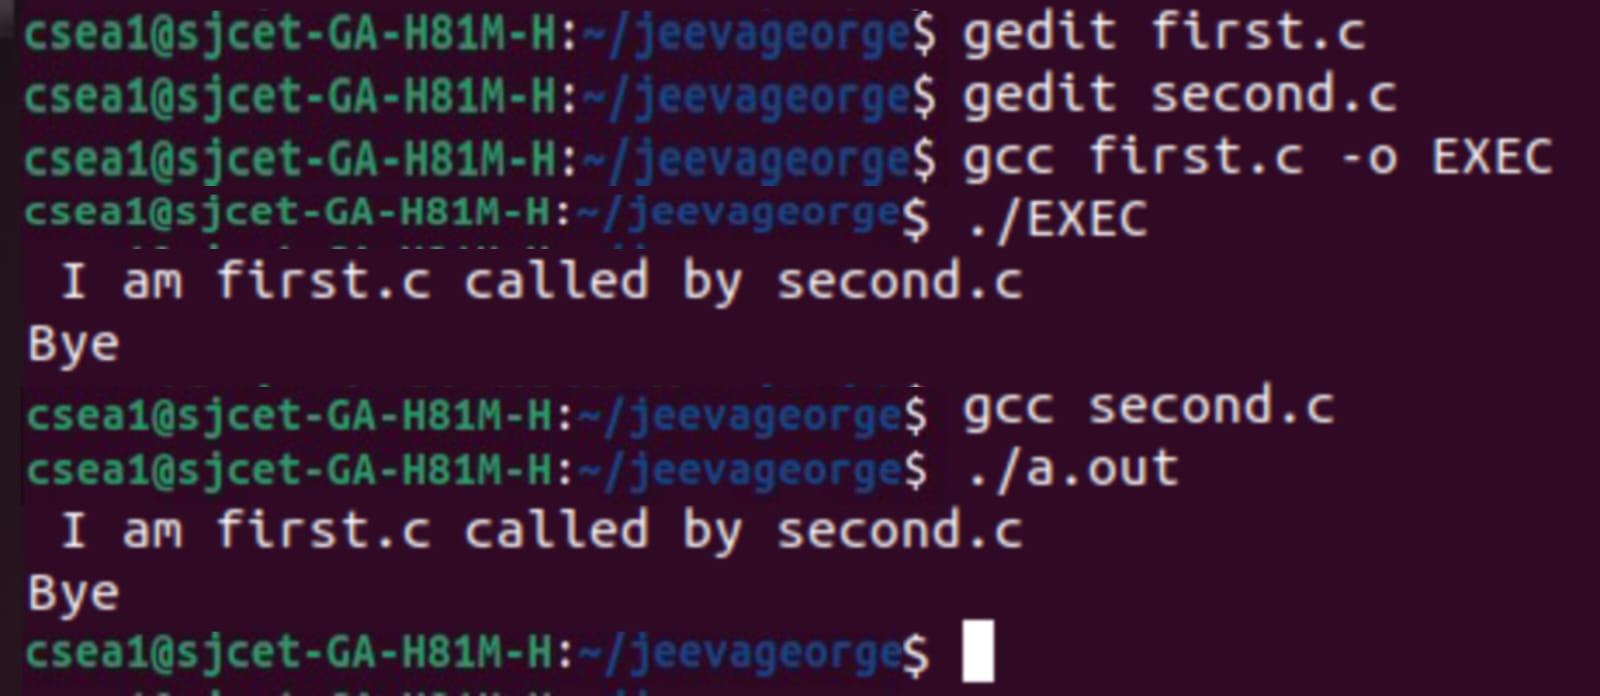 csea1@sjcet-GA-H81M-H:~/jeevageorge$ gedit first.c
csea1@sjcet-GA-H81M-H:~/jeevageorge$ gedit second.c
csea1@sjcet-GA-H81M-H:~/jeevageorge$ gcc first.c -o EXEC
csea1@sjcet-GA-H81M-H:~/jeevageorge$ ./EXEC
 I am first.c called by second.c
Bye
csea1@sjcet-GA-H81M-H:~/jeevageorge$ gcc second.c
csea1@sjcet-GA-H81M-H:~/jeevageorge$ ./a.out
 I am first.c called by second.c
Bye
csea1@sjcet-GA-H81M-H:~/jeevageorge$